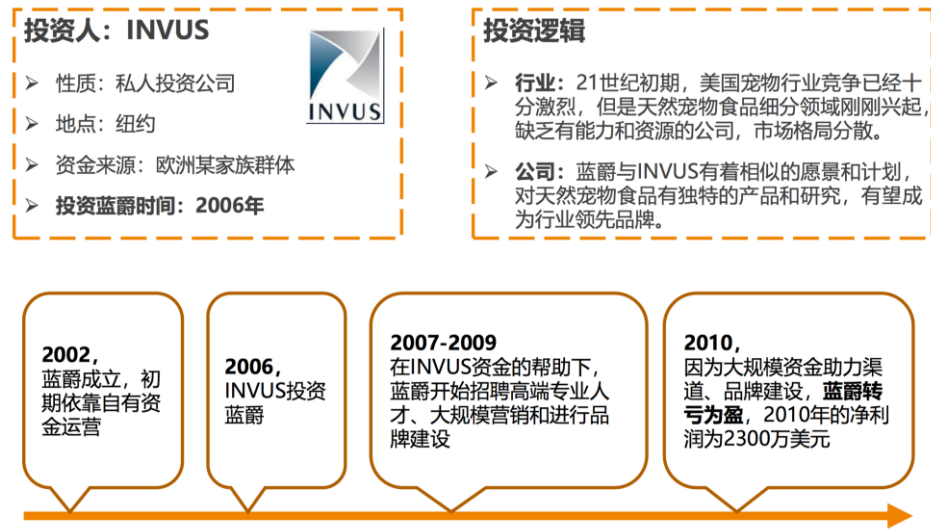 投资人：INVUS
➢ 性质：私人投资公司
➢ 地点：纽约
➢ 资金来源：欧洲某家族群体
➢ 投资蓝爵时间：2006年
INVUS
投资逻辑
➢ 行业：21世纪初期，美国宠物行业竞争已经十
分激烈，但是天然宠物食品细分领域刚刚兴起，
缺乏有能力和资源的公司，市场格局分散。
➢ 公司：蓝爵与INVUS有着相似的愿景和计划，
对天然宠物食品有独特的产品和研究，有望成
为行业领先品牌。
2002，
蓝爵成立，初
期依靠自有资
金运营
2006，
INVUS投资
蓝爵
2007-2009
在INVUS资金的帮助下，
蓝爵开始招聘高端专业人
才、大规模营销和进行品
牌建设
2010，
因为大规模资金助力渠
道、品牌建设，蓝爵转
亏为盈，2010年的净利
润为2300万美元